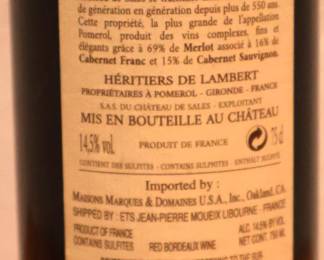 de génération en génération depuis plus de 550 ans.
Cette propriété, la plus grande de l'appellation
Pomerol, produit des vins complexes, fins et
élégants grâce à 69% de Merlot associé à 16% de
Cabernet Franc et 15% de Cabernet Sauvignon.
HÉRITIERS DE LAMBERT
PROPRIÉTAIRES À POMEROL - GIRONDE - FRANCE
S.A.S. DU CHÂTEAU DE SALES - EXPLOITANT
MIS EN BOUTEILLE AU CHÂTEAU
14,5% vol. PRODUIT DE FRANCE 75 cl
CONTIENT DES SULFITES - CONTAINS SULPHITES - ENTHÄLT SULFITE
Imported by :
MAISONS MARQUES & DOMAINES U.S.A., Inc., Oakland, CA.
SHIPPED BY : ETS JEAN-PIERRE MOUEIX LIBOURNE - FRANCE
PRODUCT OF FRANCE ALC. 14.5% BY VOL.
CONTAINS SULFITES RED BORDEAUX WINE NET CONT. 750 ML